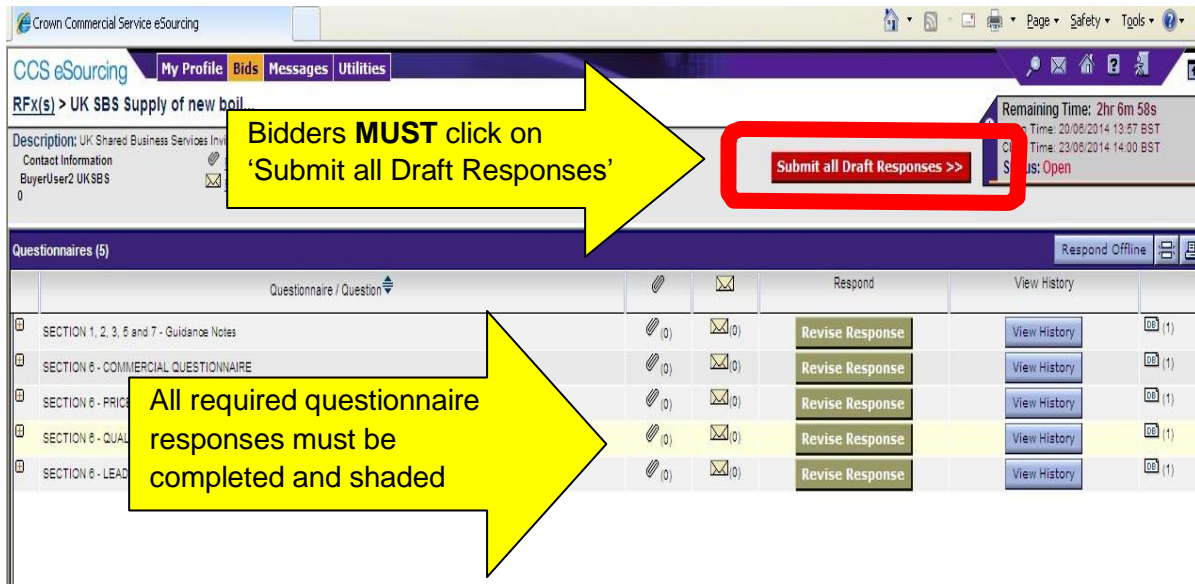 Crown Commercial Service eSourcing
Page Safety Tools
CCS eSourcing My Profile Bids Messages Utilities
RFx(s) > UK SBS Supply of new boil...
Remaining Time: 2hr 6m 58s
Time: 20/06/2014 13:57 BST
Description: UK Shared Business Services Invi
Time: 23/06/2014 14:00 BST
Contact Information
BuyerUser2 UKSBS
Open
0
Bidders MUST click on
‘Submit all Draft Responses’
Submit all Draft Responses >>
Questionnaires (5)
Respond Offline
Questionnaire / Question Respond View History
SECTION 1, 2, 3, 5 and 7 - Guidance Notes (0) (0) Revise Response View History (1)
SECTION 6 - COMMERCIAL QUESTIONNAIRE (0) (0) Revise Response View History (1)
SECTION 6 - (0) (0) Revise Response View History (1)
SECTION 6 - (0) (0) Revise Response View History (1)
SECTION 6 - (0) (0) Revise Response View History (1)
All required questionnaire
responses must be
completed and shaded